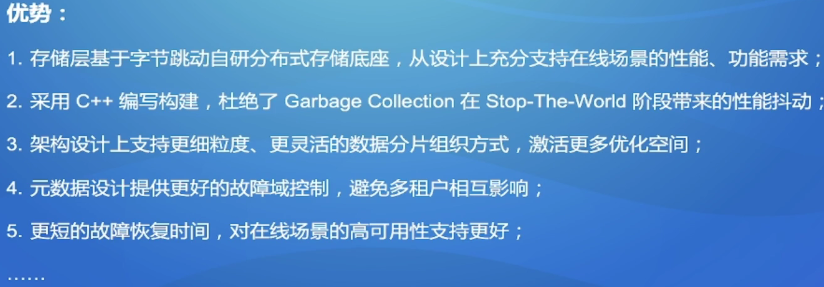 优势：
1. 存储层基于字节跳动自研分布式存储底座，从设计上充分支持在线场景的性能、功能需求；
2. 采用 C++ 编写构建，杜绝了 Garbage Collection 在 Stop-The-World 阶段带来的性能抖动；
3. 架构设计上支持更细粒度、更灵活的数据分片组织方式，激活更多优化空间；
4. 元数据设计提供更好的故障域控制，避免多租户相互影响；
5. 更短的故障恢复时间，对在线场景的高可用性支持更好；
……